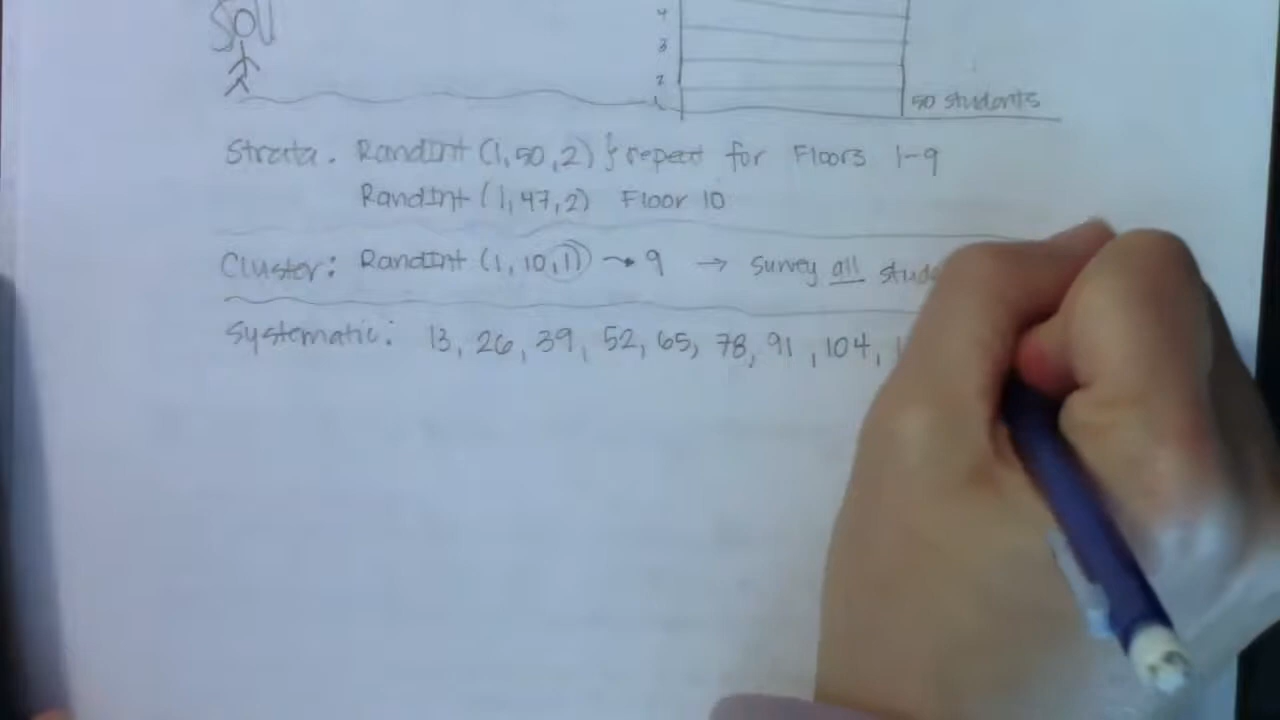 SOU
4
3
2
1
50 students
Strata. RandInt (1,50,2) } repeat for Floors 1-9
RandInt (1,47,2) Floor 10
Cluster: RandInt (1,10,1) → 9 → Survey all
Systematic: 13, 26, 39, 52, 65, 78, 91, 104,